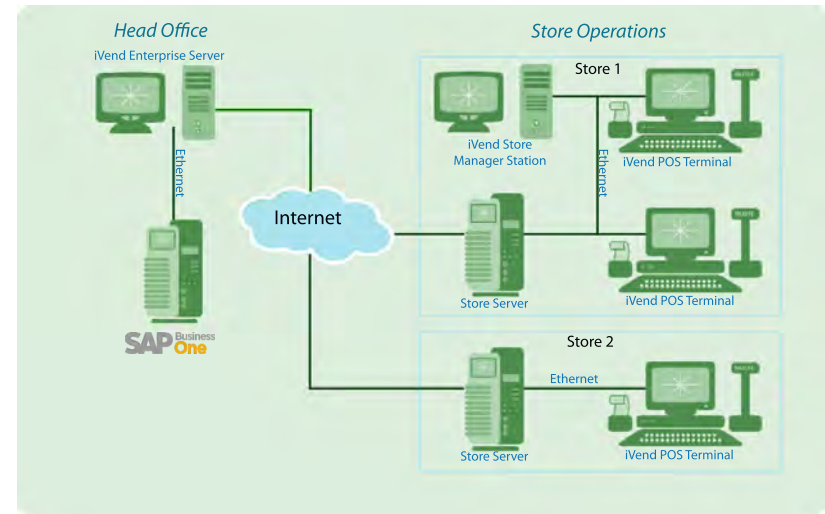 Head Office
iVend Enterprise Server
Ethernet
SAP Business
One
Internet
Store Operations
Store 1
iVend Store
Manager Station
iVend POS Terminal
Ethernet
Store Server
iVend POS Terminal
Store 2
Ethernet
Store Server
iVend POS Terminal